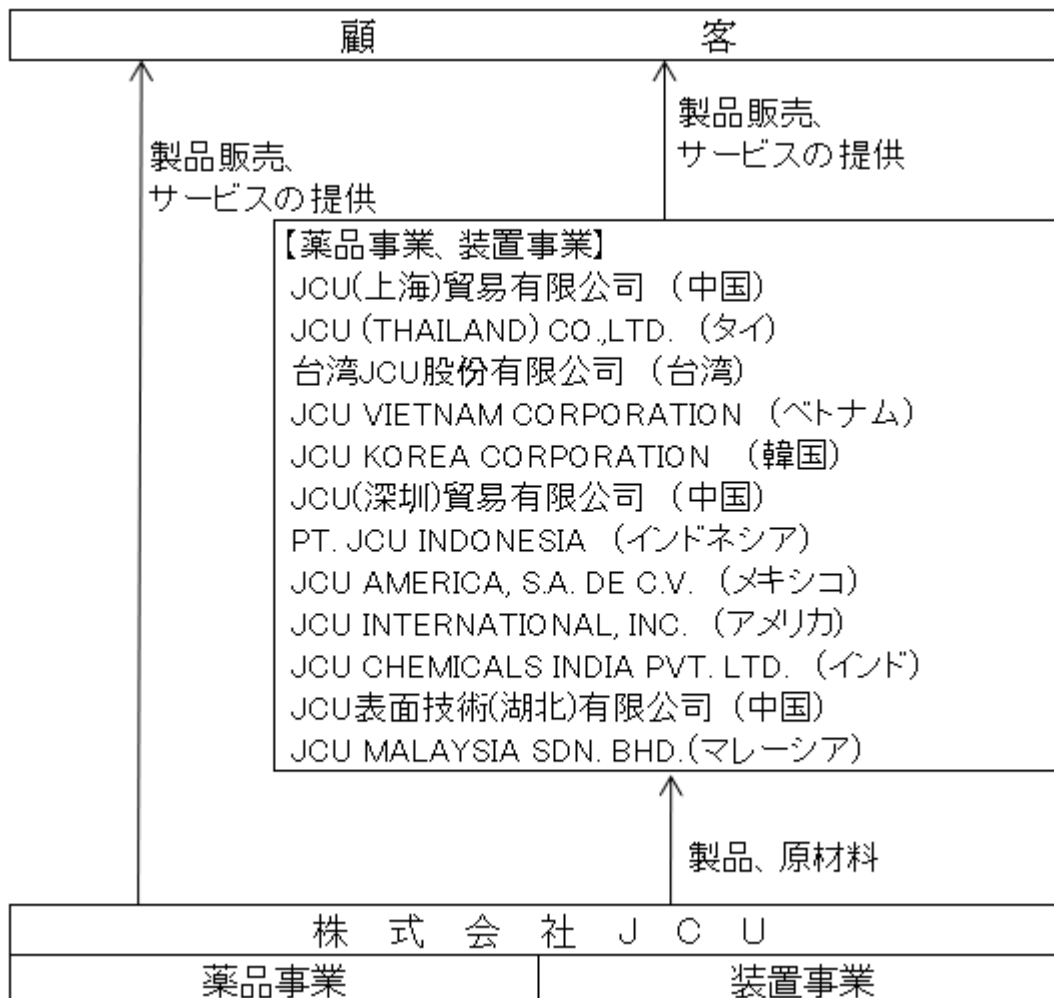 顧 客
製品販売、
サービスの提供
製品販売、
サービスの提供
【薬品事業、装置事業】
JCU(上海)貿易有限公司 (中国)
JCU (THAILAND) CO.,LTD. (タイ)
台湾JCU股份有限公司 (台湾)
JCU VIETNAM CORPORATION (ベトナム)
JCU KOREA CORPORATION (韓国)
JCU(深圳)貿易有限公司 (中国)
PT. JCU INDONESIA (インドネシア)
JCU AMERICA, S.A. DE C.V. (メキシコ)
JCU INTERNATIONAL, INC. (アメリカ)
JCU CHEMICALS INDIA PVT. LTD. (インド)
JCU表面技術(湖北)有限公司 (中国)
JCU MALAYSIA SDN. BHD.(マレーシア)
製品、原材料
株 式 会 社 J C U
薬品事業
装置事業